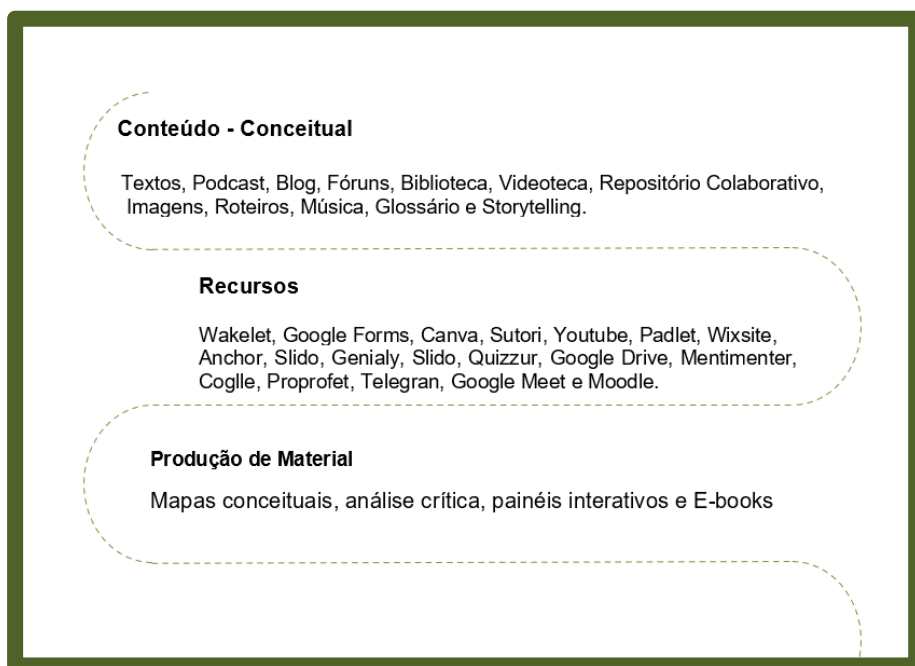 Conteúdo - Conceitual
Textos, Podcast, Blog, Fóruns, Biblioteca, Videoteca, Repositório Colaborativo,
Imagens, Roteiros, Música, Glossário e Storytelling.
Recursos
Wakelet, Google Forms, Canva, Sutori, Youtube, Padlet, Wixsite,
Anchor, Slido, Genialy, Slido, Quizzur, Google Drive, Mentimenter,
Coglle, Proprofet, Telegran, Google Meet e Moodle.
Produção de Material
Mapas conceituais, análise crítica, painéis interativos e E-books